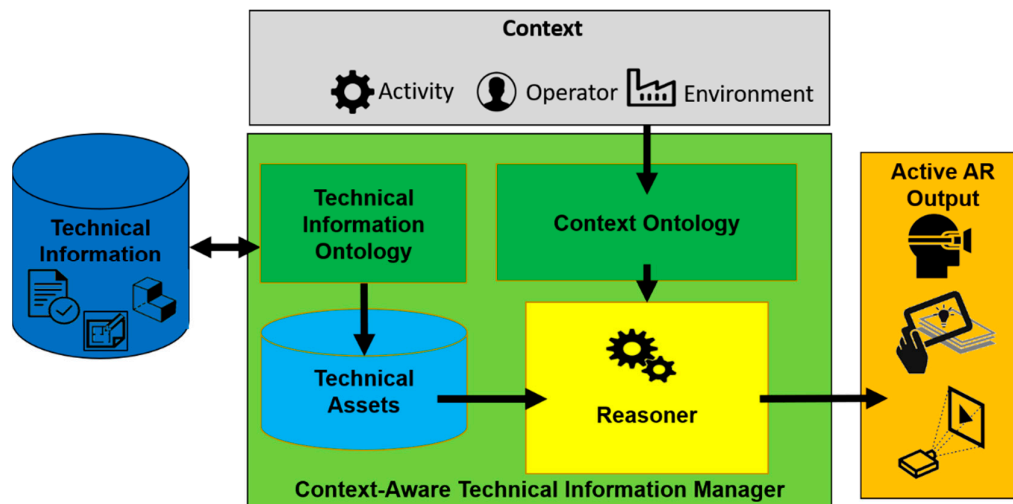 Context
Activity
Operator
Environment
Technical
Information
Technical
Information
Ontology
Context Ontology
Technical
Assets
Reasoner
Context-Aware Technical Information Manager
Active AR
Output